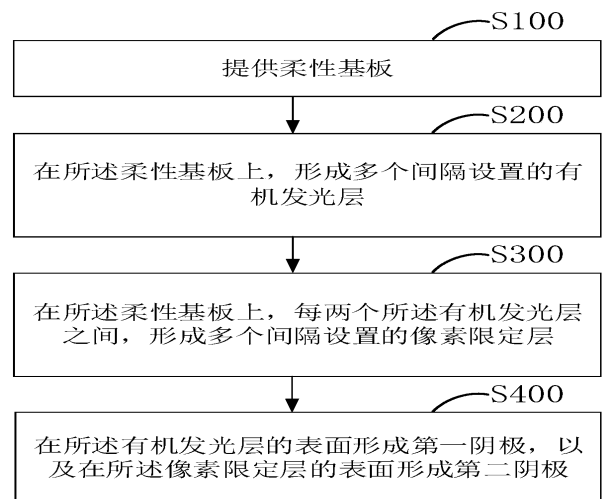 S100
提供柔性基板
S200
在所述柔性基板上，形成多个间隔设置的有
机发光层
S300
在所述柔性基板上，每两个所述有机发光层
之间，形成多个间隔设置的像素限定层
S400
在所述有机发光层的表面形成第一阴极，以
及在所述像素限定层的表面形成第二阴极